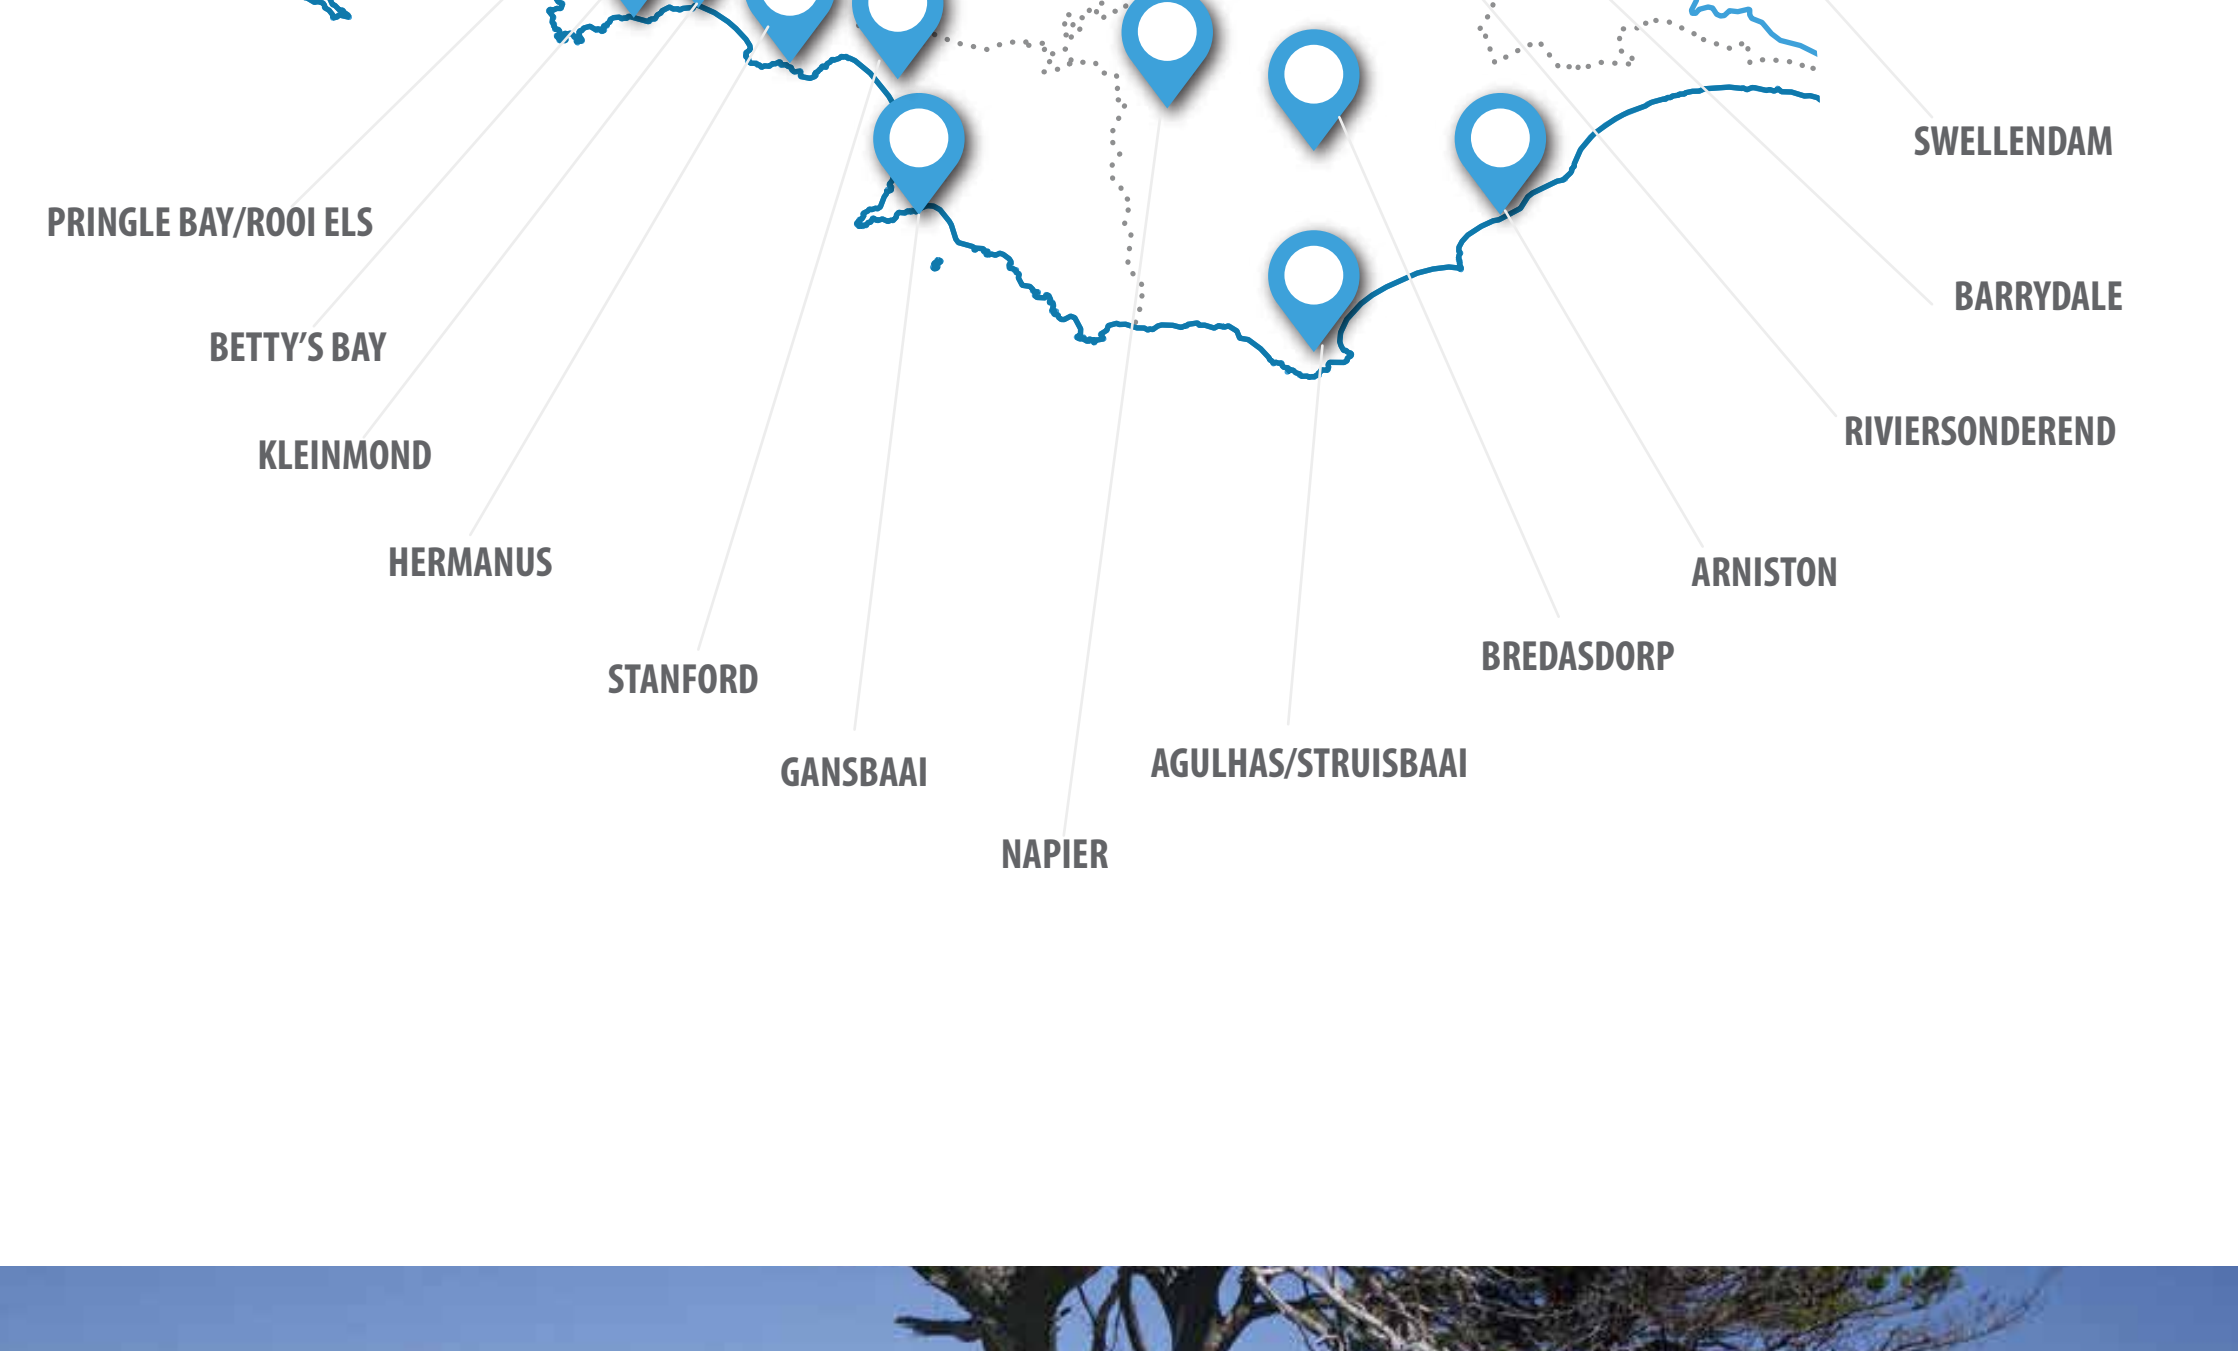 SWELLENDAM
PRINGLE BAY/ROOI ELS
BARRYDALE
BETTY’S BAY
RIVIERSONDEREND
KLEINMOND
HERMANUS
ARNISTON
BREDASDORP
STANFORD
AGULHAS/STRUISBAAI
GANSBAAI
NAPIER